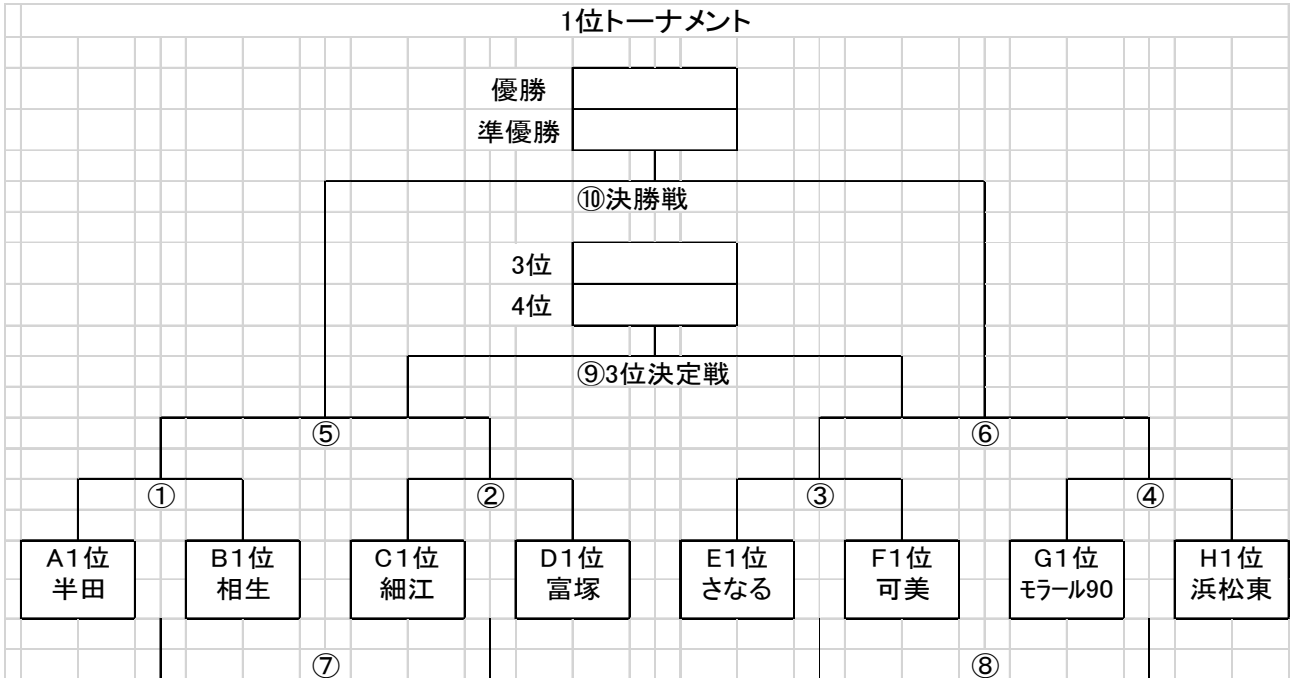 1位トーナメント
優勝
準優勝
⑩決勝戦
3位
4位
⑨3位決定戦
⑤ ⑥
① ② ③ ④
A1位 B1位 C1位 D1位 E1位 F1位 G1位 H1位
半田 相生 細江 富塚 さなる 可美 モラール90 浜松東
⑦ ⑧